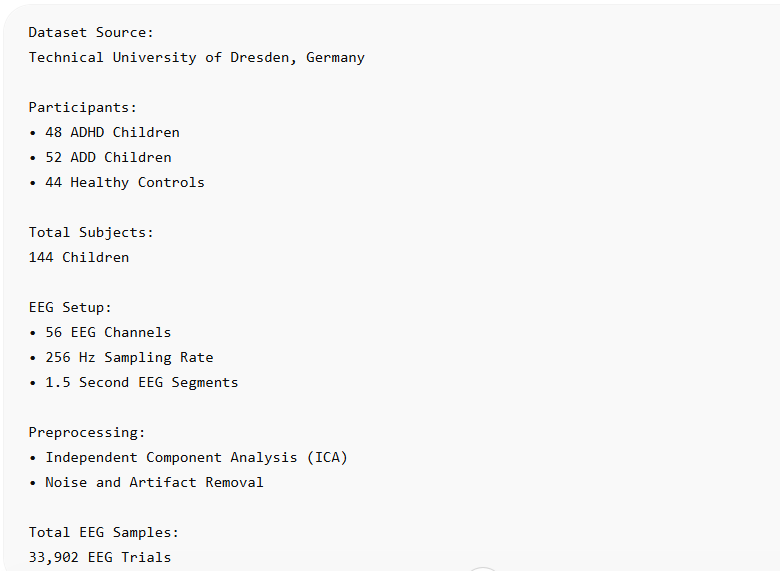 Dataset Source:
Technical University of Dresden, Germany
Participants:
• 48 ADHD Children
• 52 ADD Children
• 44 Healthy Controls
Total Subjects:
144 Children
EEG Setup:
• 56 EEG Channels
• 256 Hz Sampling Rate
• 1.5 Second EEG Segments
Preprocessing:
• Independent Component Analysis (ICA)
• Noise and Artifact Removal
Total EEG Samples:
33,902 EEG Trials